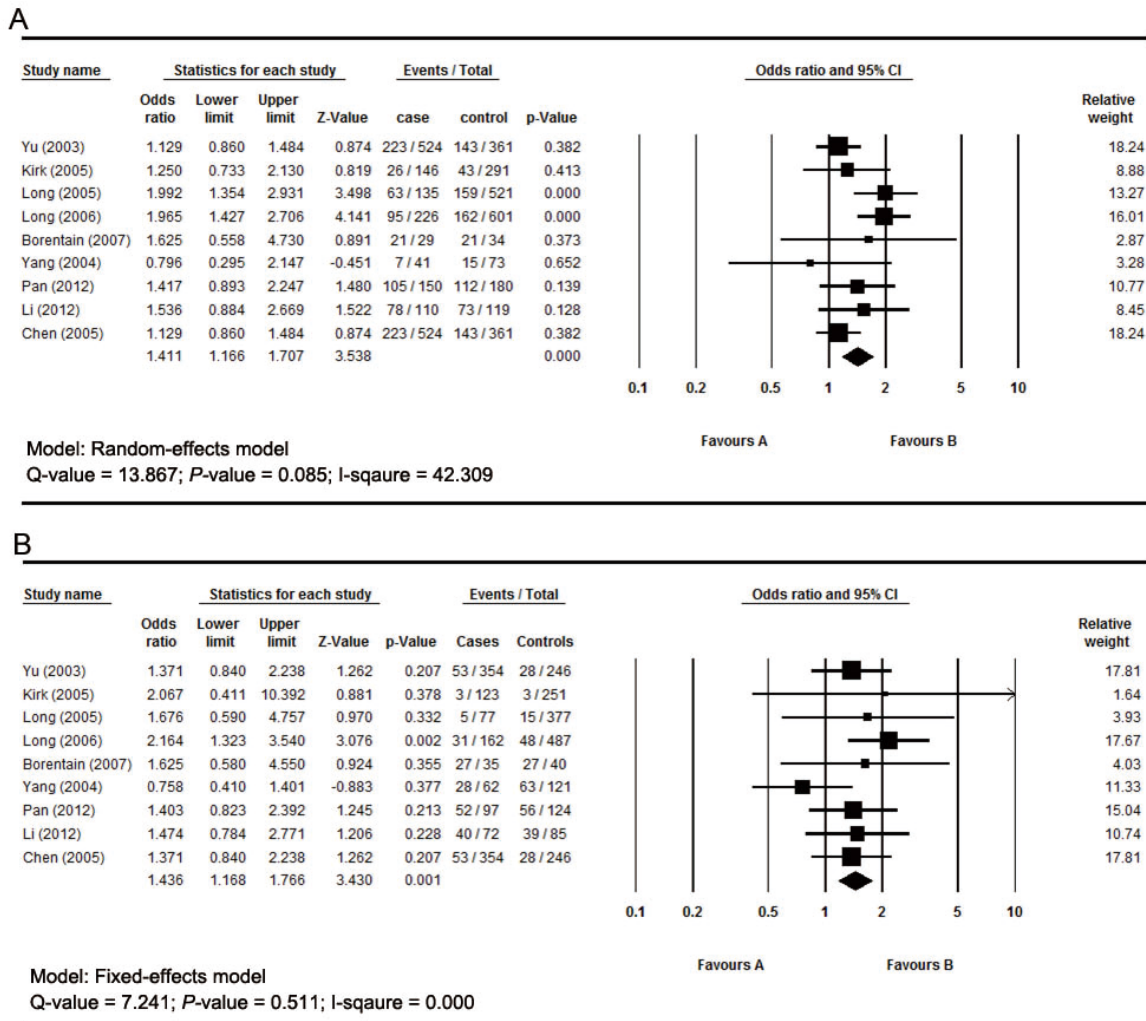 A
Study name Statistics for each study Events / Total Odds ratio and 95% CI
Odds ratio Lower limit Upper limit Z-Value case control p-Value Relative weight
Yu (2003) 1.129 0.860 1.484 0.874 223 / 524 143 / 361 0.382 18.24
Kirk (2005) 1.250 0.733 2.130 0.819 26 / 146 43 / 291 0.413 8.88
Long (2005) 1.992 1.354 2.931 3.498 63 / 135 159 / 521 0.000 13.27
Long (2006) 1.965 1.427 2.706 4.141 95 / 226 162 / 601 0.000 16.01
Borentain (2007) 1.625 0.558 4.730 0.891 21 / 29 21 / 34 0.373 2.87
Yang (2004) 0.796 0.295 2.147 -0.451 7 / 41 15 / 73 0.652 3.28
Pan (2012) 1.417 0.893 2.247 1.480 105 / 150 112 / 180 0.139 10.77
Li (2012) 1.536 0.884 2.669 1.522 78 / 110 73 / 119 0.128 8.45
Chen (2005) 1.129 0.860 1.484 0.874 223 / 524 143 / 361 0.382 18.24
1.411 1.166 1.707 3.538 0.000
0.1 0.2 0.5 1 2 5 10
Favours A Favours B
Model: Random-effects model
Q-value = 13.867; P-value = 0.085; I-sqaure = 42.309
B
Study name Statistics for each study Events / Total Odds ratio and 95% CI
Odds ratio Lower limit Upper limit Z-Value p-Value Cases Controls Relative weight
Yu (2003) 1.371 0.840 2.238 1.262 0.207 53 / 354 28 / 246 17.81
Kirk (2005) 2.067 0.411 10.392 0.881 0.378 3 / 123 3 / 251 1.64
Long (2005) 1.676 0.590 4.757 0.970 0.332 5 / 77 15 / 377 3.93
Long (2006) 2.164 1.323 3.540 3.076 0.002 31 / 162 48 / 487 17.67
Borentain (2007) 1.625 0.580 4.550 0.924 0.355 27 / 35 27 / 40 4.03
Yang (2004) 0.758 0.410 1.401 -0.883 0.377 28 / 62 63 / 121 11.33
Pan (2012) 1.403 0.823 2.392 1.245 0.213 52 / 97 56 / 124 15.04
Li (2012) 1.474 0.784 2.771 1.206 0.228 40 / 72 39 / 85 10.74
Chen (2005) 1.371 0.840 2.238 1.262 0.207 53 / 354 28 / 246 17.81
1.436 1.168 1.766 3.430 0.001
0.1 0.2 0.5 1 2 5 10
Favours A Favours B
Model: Fixed-effects model
Q-value = 7.241; P-value = 0.511; I-sqaure = 0.000